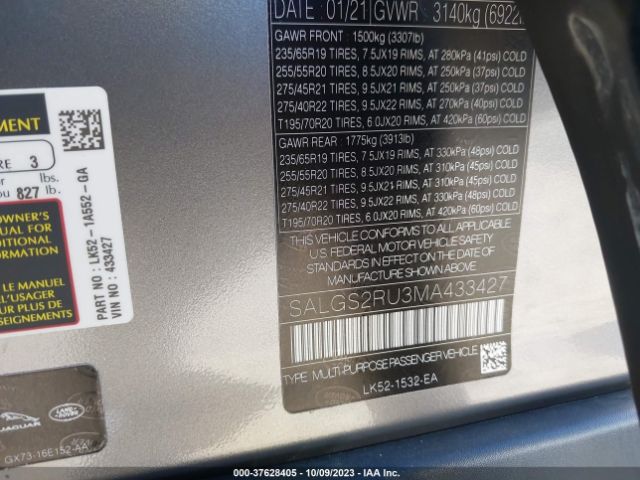 DATE 01/21 GVWR 3140kg (6922
GAWR FRONT : 1500kg (3307lb)
235/65R19 TIRES, 7.5JX19 RIMS, AT 280kPa (41psi) COLD
255/55R20 TIRES, 8.5JX20 RIMS, AT 250kPa (37psi) COLD
275/45R21 TIRES, 9.5JX21 RIMS, AT 250kPa (37psi) COLD
275/40R22 TIRES, 9.5JX22 RIMS, AT 270kPa (40psi) COLD
T195/70R20 TIRES, 6.0JX20 RIMS, AT 420kPa (60psi) COLD
GAWR REAR : 1775kg (3913lb)
235/65R19 TIRES, 7.5JX19 RIMS, AT 330kPa (48psi) COLD
255/55R20 TIRES, 8.5JX20 RIMS, AT 310kPa (45psi) COLD
275/45R21 TIRES, 9.5JX21 RIMS, AT 310kPa (45psi) COLD
275/40R22 TIRES, 9.5JX22 RIMS, AT 330kPa (48psi) COLD
T195/70R20 TIRES, 6.0JX20 RIMS, AT 420kPa (60psi) COLD
THIS VEHICLE CONFORMS TO ALL APPLICABLE
U.S. FEDERAL MOTOR VEHICLE SAFETY
STANDARDS IN EFFECT ON THE DATE OF
MANUFACTURE SHOWN ABOVE.
SALGS2RU3MA433427
TYPE: MULTI-PURPOSE PASSENGER VEHICLE
LK52-1532-EA
EMENT
RE 3
or lbs.
ou 827 lb.
OWNER'S
NUAL FOR
DITIONAL
ORMATION
LE MANUEL
L'USAGER
R PLUS DE
SEIGNEMENTS
PART NO : LK52-1A552-GA
VIN NO : 433427
JAGUAR
LAND ROVER
GX73-16E152-AA
000-37628405 - 10/09/2023 - IAA Inc.